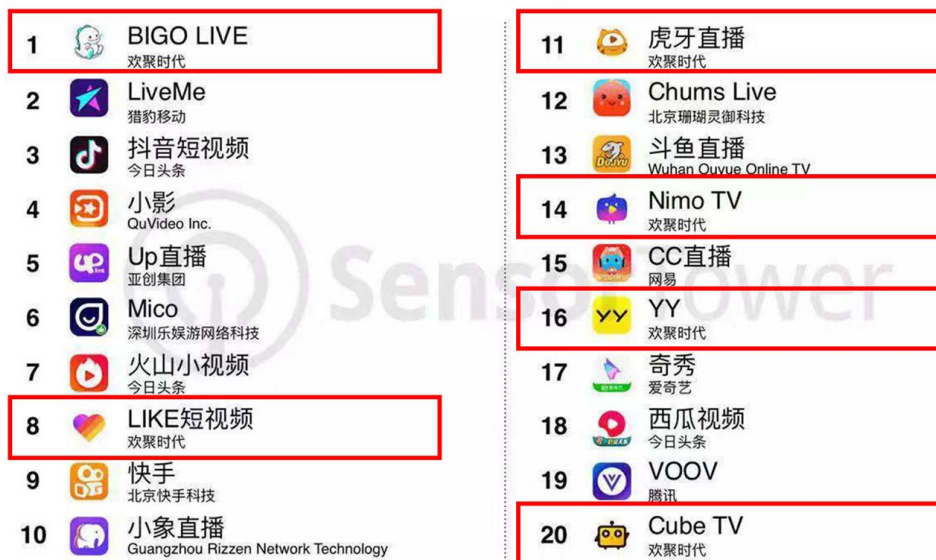 1
BIGO LIVE
欢聚时代
2
LiveMe
猎豹移动
3
抖音短视频
今日头条
4
小影
QuVideo Inc.
5
Up直播
亚创集团
6
Mico
深圳乐娱游网络科技
7
火山小视频
今日头条
8
LIKE短视频
欢聚时代
9
快手
北京快手科技
10
小象直播
Guangzhou Rizzen Network Technology
11
虎牙直播
欢聚时代
12
Chums Live
北京珊瑚灵御科技
13
斗鱼直播
Wuhan Ouyue Online TV
14
Nimo TV
欢聚时代
15
CC直播
网易
16
YY
欢聚时代
17
奇秀
爱奇艺
18
西瓜视频
今日头条
19
VOOV
腾讯
20
Cube TV
欢聚时代
SensorTower